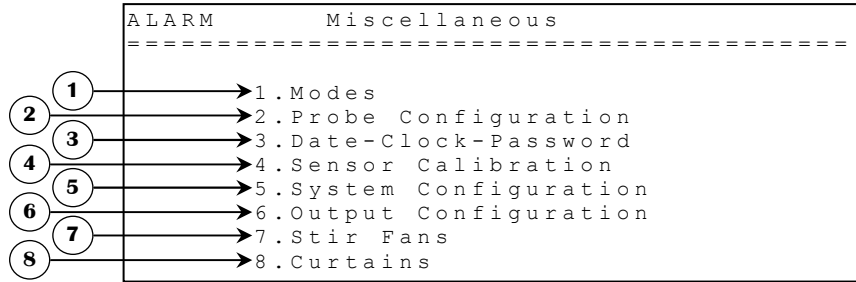 ALARM Miscellaneous
========================================
1 1.Modes
2 2.Probe Configuration
3 3.Date-Clock-Password
4 4.Sensor Calibration
5 5.System Configuration
6 6.Output Configuration
7 7.Stir Fans
8 8.Curtains